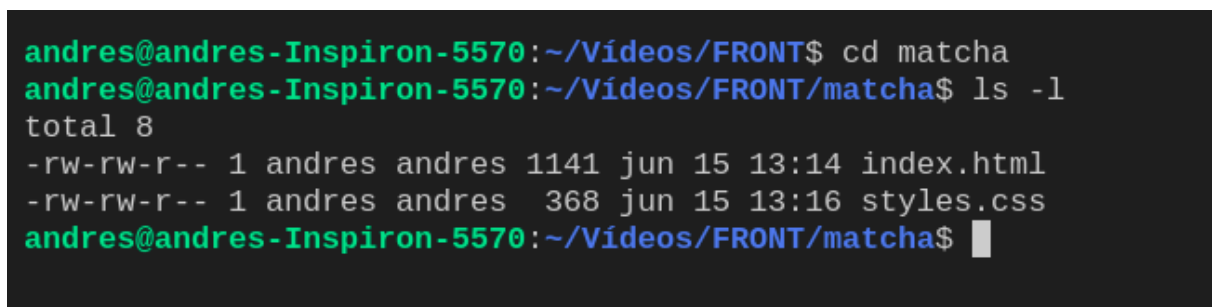 andres@andres-Inspiron-5570:~/Vídeos/FRONT$ cd matcha
andres@andres-Inspiron-5570:~/Vídeos/FRONT/matcha$ ls -l
total 8
-rw-rw-r-- 1 andres andres 1141 jun 15 13:14 index.html
-rw-rw-r-- 1 andres andres  368 jun 15 13:16 styles.css
andres@andres-Inspiron-5570:~/Vídeos/FRONT/matcha$